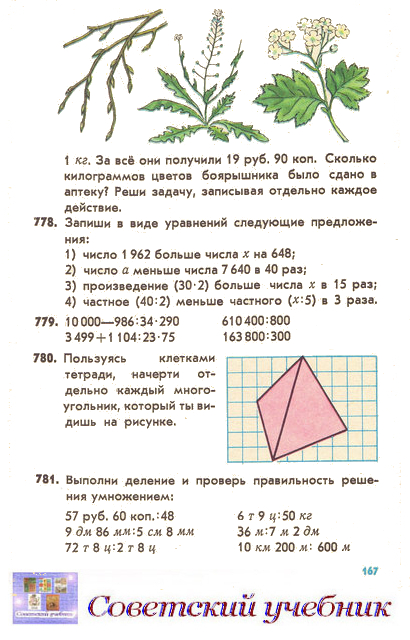 1 кг. За всё они получили 19 руб. 90 коп. Сколько
килограммов цветов боярышника было сдано в
аптеку? Реши задачу, записывая отдельно каждое
действие.
778. Запиши в виде уравнений следующие предложе-
ния:
1) число 1 962 больше числа x на 648;
2) число a меньше числа 7 640 в 40 раз;
3) произведение (30·2) больше числа x в 15 раз;
4) частное (40:2) меньше частного (x:5) в 3 раза.
779. 10 000—986:34·290 610 400:800
3 499+1 104:23·75 163 800:300
780. Пользуясь клетками
тетради, начерти от-
дельно каждый много-
угольник, который ты ви-
дишь на рисунке.
781. Выполни деление и проверь правильность реше-
ния умножением:
57 руб. 60 коп.:48 6 т 9 ц:50 кг
9 дм 86 мм:5 см 8 мм 36 м:7 м 2 дм
72 т 8 ц:2 т 8 ц 10 км 200 м: 600 м
167
Советский учебник
Советский учебник